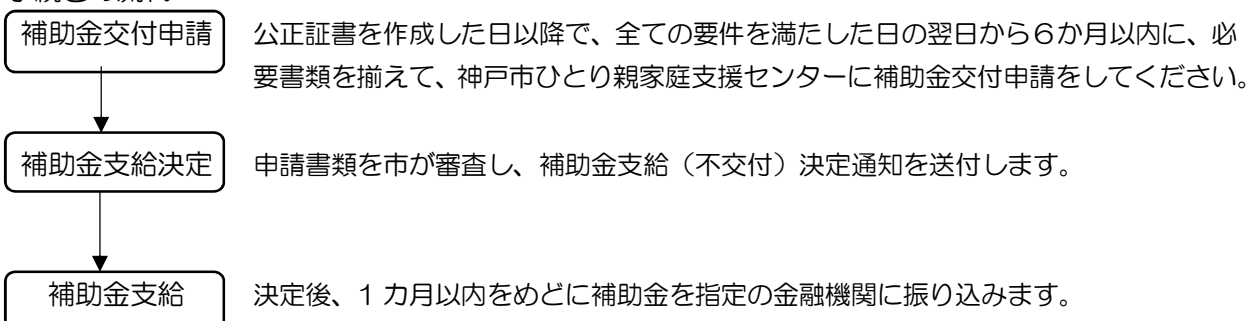 補助金交付申請
公正証書を作成した日以降で、全ての要件を満たした日の翌日から６か月以内に、必
要書類を揃えて、神戸市ひとり親家庭支援センターに補助金交付申請をしてください。
補助金支給決定
申請書類を市が審査し、補助金支給（不交付）決定通知を送付します。
補助金支給
決定後、1 カ月以内をめどに補助金を指定の金融機関に振り込みます。